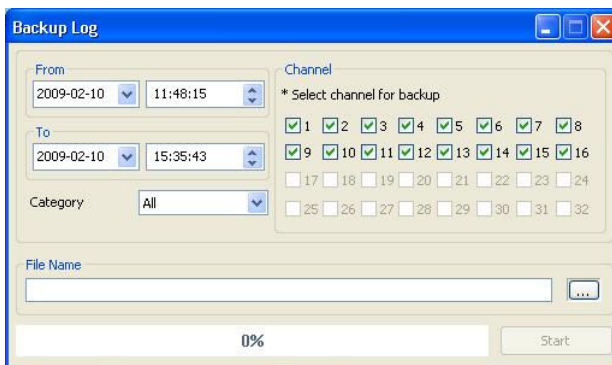 Backup Log
From
2009-02-10 11:48:15
To
2009-02-10 15:35:43
Category All
Channel
* Select channel for backup
1 2 3 4 5 6 7 8
9 10 11 12 13 14 15 16
17 18 19 20 21 22 23 24
25 26 27 28 29 30 31 32
File Name
...
0% Start